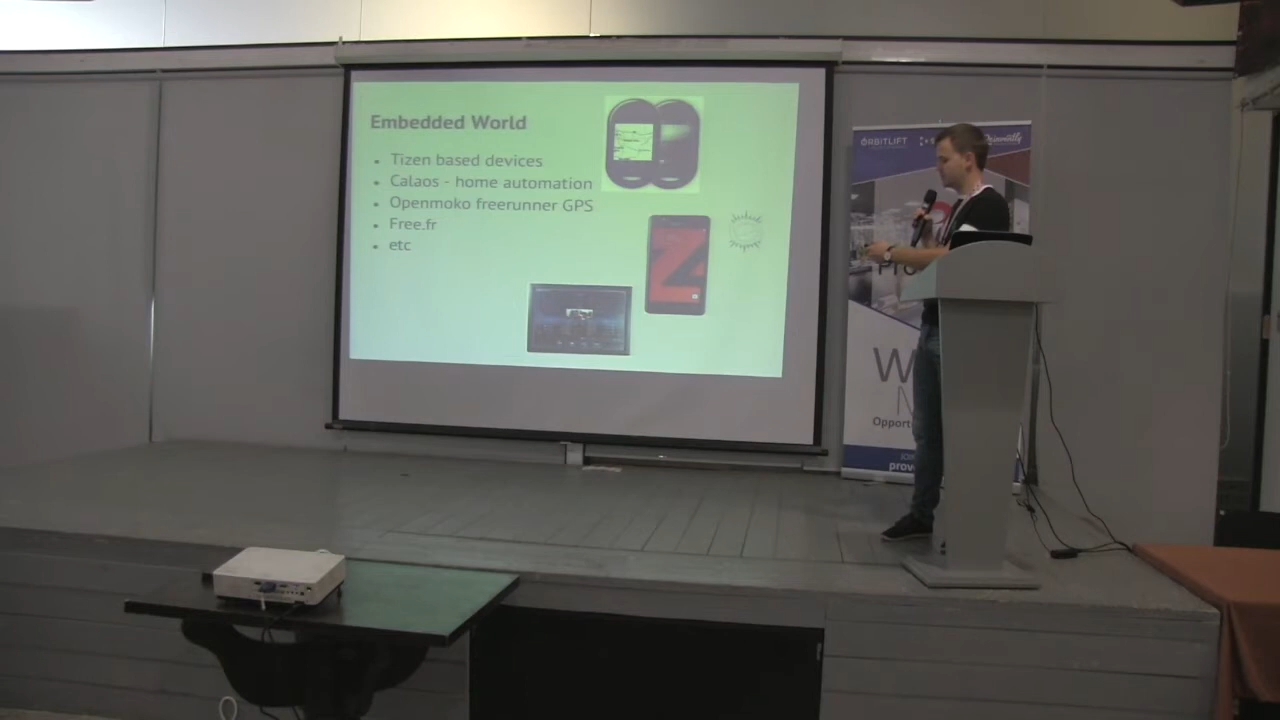 Embedded World
• Tizen based devices
• Calaos - home automation
• Openmoko freerunner GPS
• Free.fr
• etc
Z
ORBITLIFT
W
Opport
prov